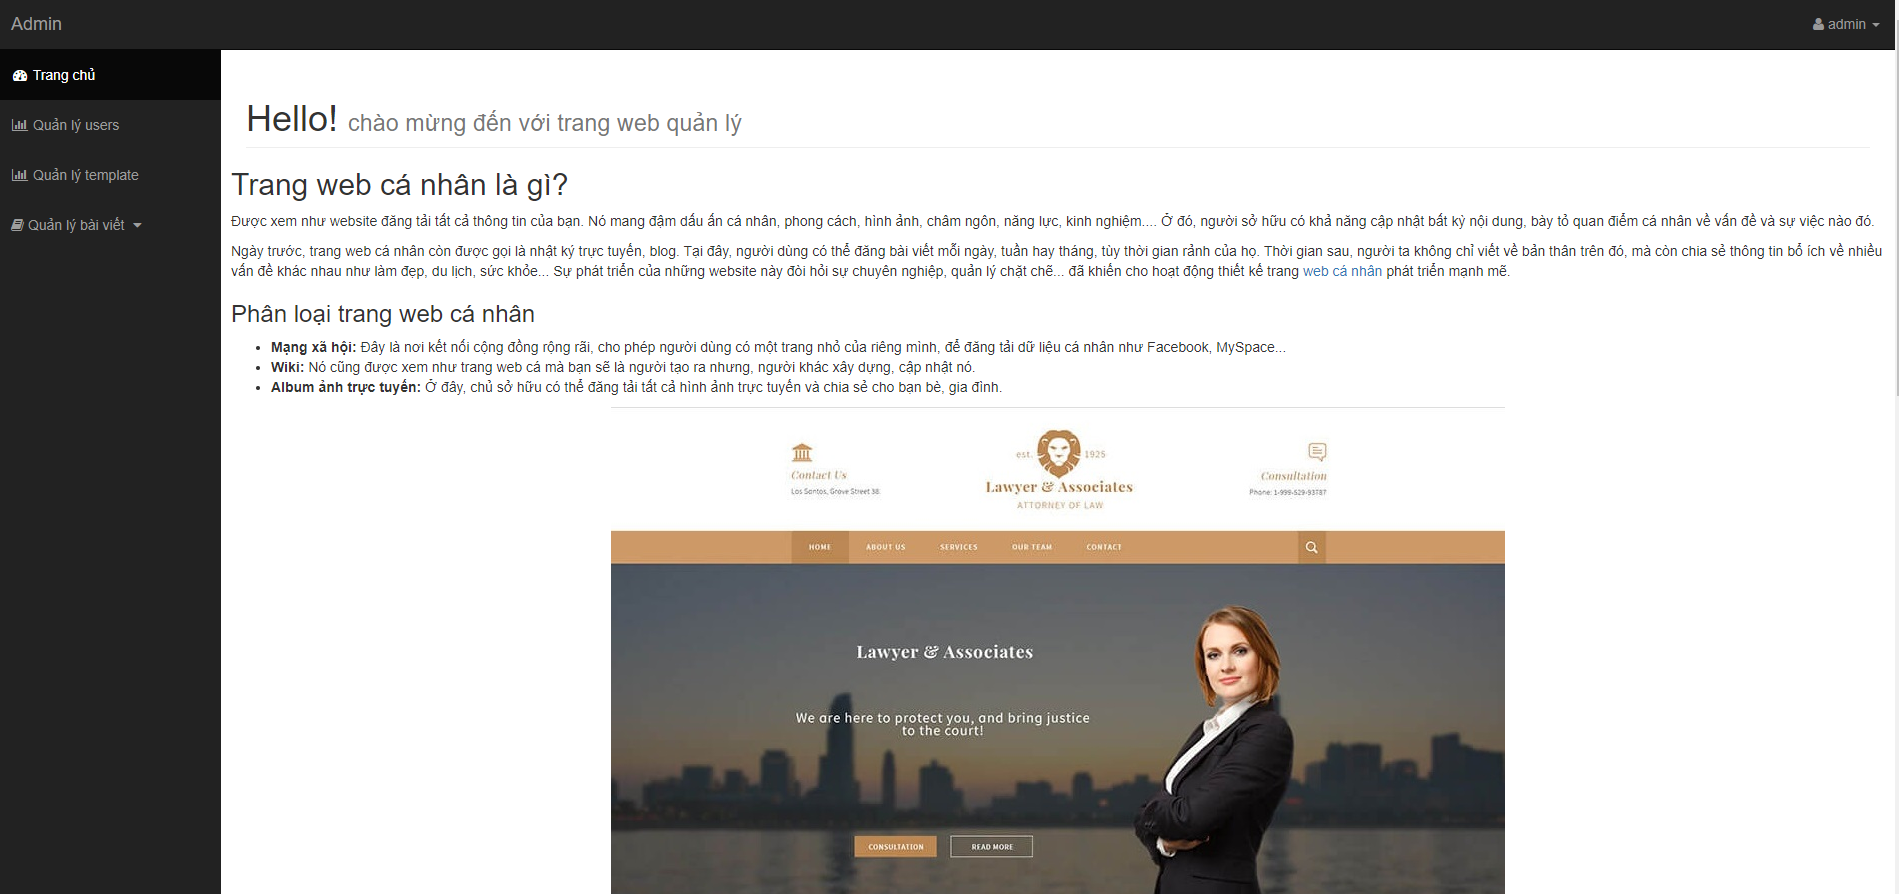 Admin
admin
Trang chủ
Quản lý users
Quản lý template
Quản lý bài viết
Hello! chào mừng đến với trang web quản lý
Trang web cá nhân là gì?
Được xem như website đăng tải tất cả thông tin của bạn. Nó mang đậm dấu ấn cá nhân, phong cách, hình ảnh, châm ngôn, năng lực, kinh nghiệm.... Ở đó, người sở hữu có khả năng cập nhật bất kỳ nội dung, bày tỏ quan điểm cá nhân về vấn đề và sự việc nào đó.
Ngày trước, trang web cá nhân còn được gọi là nhật ký trực tuyến, blog. Tại đây, người dùng có thể đăng bài viết mỗi ngày, tuần hay tháng, tùy thời gian rảnh của họ. Thời gian sau, người ta không chỉ viết về bản thân trên đó, mà còn chia sẻ thông tin bổ ích về nhiều
vấn đề khác nhau như làm đẹp, du lịch, sức khỏe... Sự phát triển của những website này đòi hỏi sự chuyên nghiệp, quản lý chặt chẽ... đã khiến cho hoạt động thiết kế trang web cá nhân phát triển mạnh mẽ.
Phân loại trang web cá nhân
Mạng xã hội: Đây là nơi kết nối cộng đồng rộng rãi, cho phép người dùng có một trang nhỏ của riêng mình, để đăng tải dữ liệu cá nhân như Facebook, MySpace...
Wiki: Nó cũng được xem như trang web cá mà bạn sẽ là người tạo ra nhưng, người khác xây dựng, cập nhật nó.
Album ảnh trực tuyến: Ở đây, chủ sở hữu có thể đăng tải tất cả hình ảnh trực tuyến và chia sẻ cho bạn bè, gia đình.
Contact Us
Los Santos, Grove Street 38
est. 1925
Lawyer & Associates
ATTORNEY OF LAW
Consultation
Phone: 1-999-529-93787
HOME ABOUT US SERVICES OUR TEAM CONTACT
Lawyer & Associates
We are here to protect you, and bring justice
to the court!
CONSULTATION READ MORE